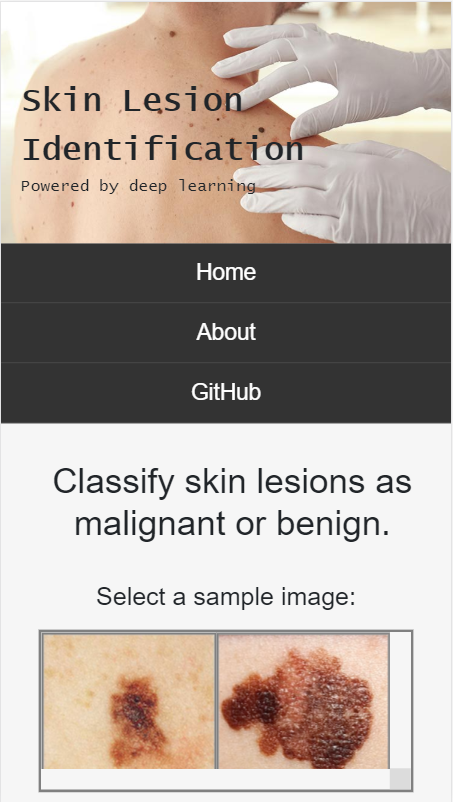 Skin Lesion
Identification
Powered by deep learning
Home
About
GitHub
Classify skin lesions as
malignant or benign.
Select a sample image: